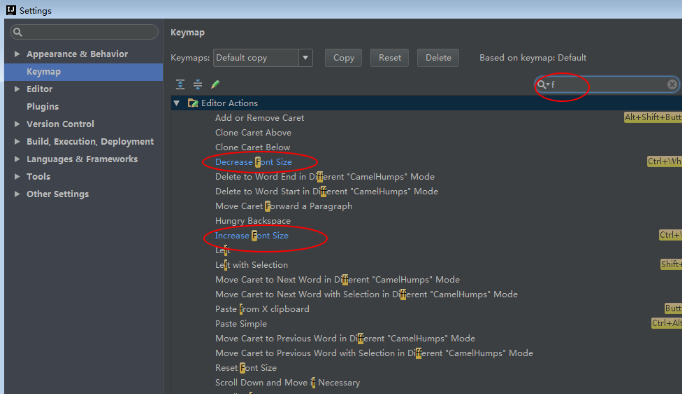 Settings
Keymap
Appearance & Behavior
Keymap
Editor
Plugins
Version Control
Build, Execution, Deployment
Languages & Frameworks
Tools
Other Settings
Keymaps: Default copy Copy Reset Delete Based on keymap: Default
f
Editor Actions
Add or Remove Caret Alt+Shift+Butt
Clone Caret Above
Clone Caret Below
Decrease Font Size Ctrl+Wh
Delete to Word End in Different "CamelHumps" Mode
Delete to Word Start in Different "CamelHumps" Mode
Move Caret Forward a Paragraph
Hungry Backspace
Increase Font Size Ctrl+
Left
Left with Selection Shift+
Move Caret to Next Word in Different "CamelHumps" Mode
Move Caret to Next Word with Selection in Different "CamelHumps" Mode
Paste from X clipboard Butt
Paste Simple Ctrl+Alt
Move Caret to Previous Word in Different "CamelHumps" Mode
Move Caret to Previous Word with Selection in Different "CamelHumps" Mode
Reset Font Size
Scroll Down and Move if Necessary